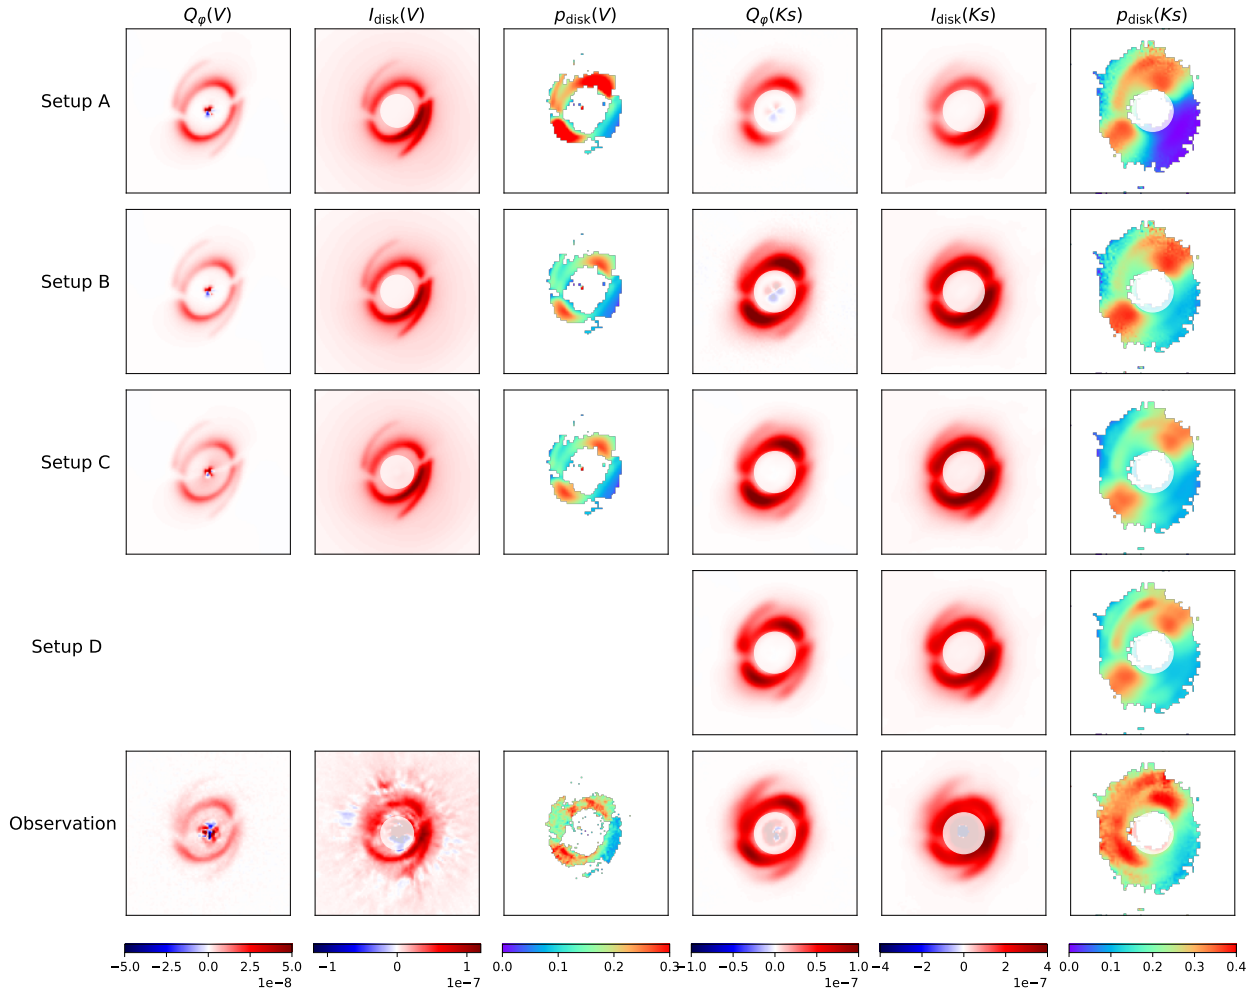 Qφ(V) Idisk(V) pdisk(V) Qφ(Ks) Idisk(Ks) pdisk(Ks)
Setup A
Setup B
Setup C
Setup D
Observation
−5.0 −2.5 0.0 2.5 5.0 −1 0 1 0.0 0.1 0.2 0.3 −1.0 −0.5 0.0 0.5 1.0 −4 −2 0 2 4 0.0 0.1 0.2 0.3 0.4
1e−8 1e−7 1e−7 1e−7